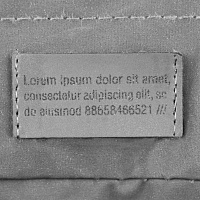 Lorem ipsum dolor sit amet,
consectetur adipiscing elit, se
do eiusmod 88658466521 ///